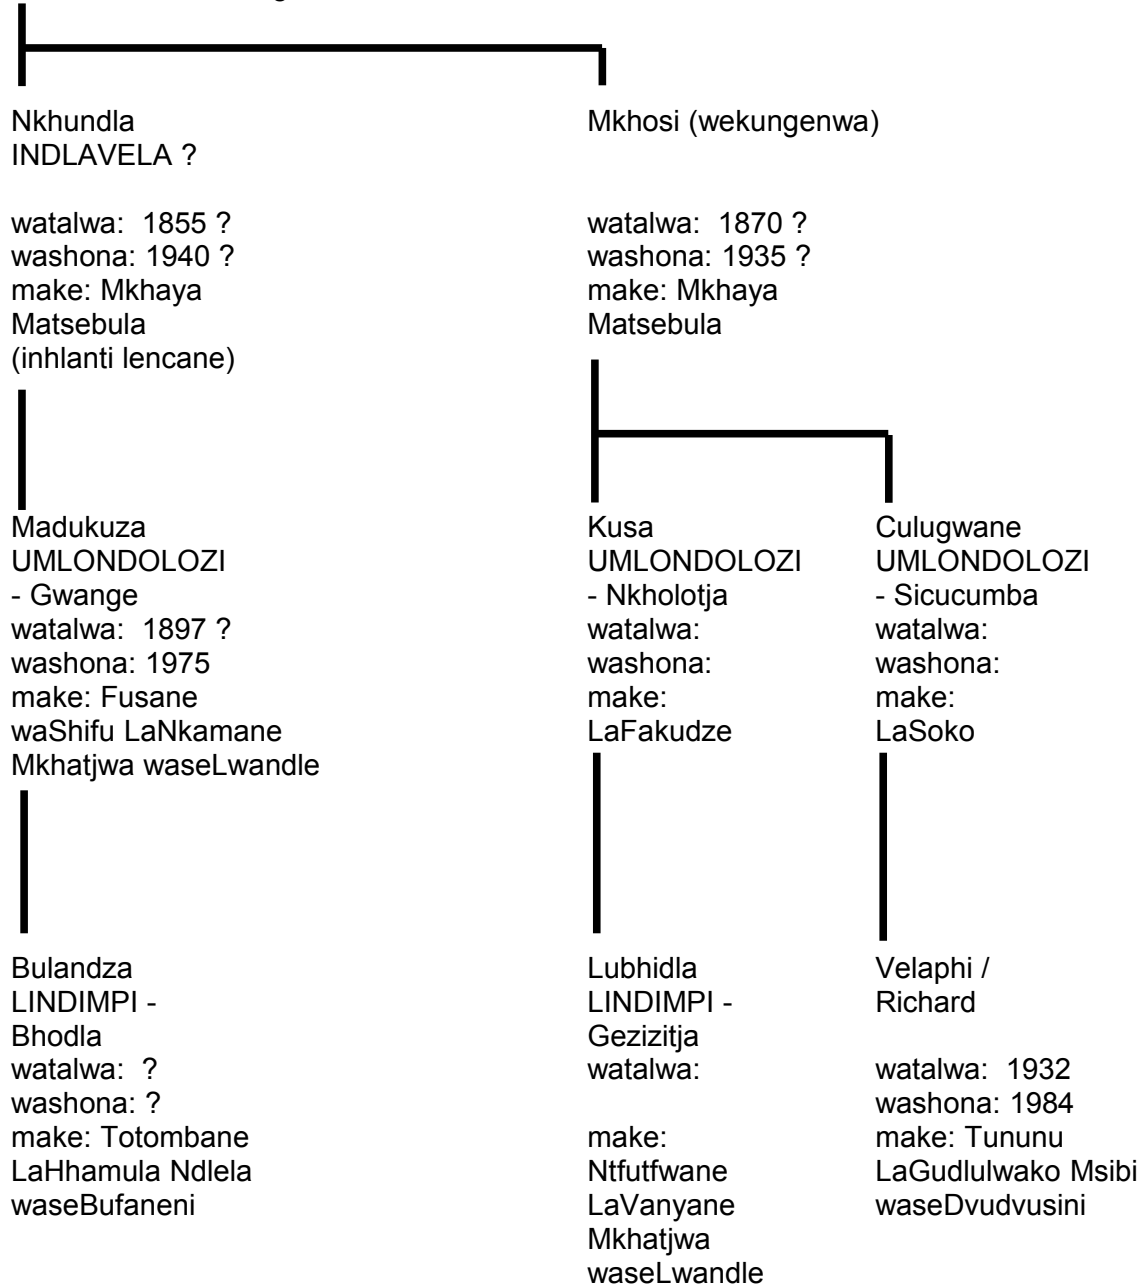 Nkhundla
INDLAVELA ?
watalwa: 1855 ?
washona: 1940 ?
make: Mkhaya
Matsebula
(inhlanti lencane)
Mkhosi (wekungenwa)
watalwa: 1870 ?
washona: 1935 ?
make: Mkhaya
Matsebula
Madukuza
UMLONDOLOZI
- Gwange
watalwa: 1897 ?
washona: 1975
make: Fusane
waShifu LaNkamane
Mkhatjwa waseLwandle
Kusa
UMLONDOLOZI
- Nkholotja
watalwa:
washona:
make:
LaFakudze
Culugwane
UMLONDOLOZI
- Sicucumba
watalwa:
washona:
make:
LaSoko
Bulandza
LINDIMPI -
Bhodla
watalwa: ?
washona: ?
make: Totombane
LaHhamula Ndlela
waseBufaneni
Lubhidla
LINDIMPI -
Gezizitja
watalwa:
make:
Ntfutfwane
LaVanyane
Mkhatjwa
waseLwandle
Velaphi /
Richard
watalwa: 1932
washona: 1984
make: Tununu
LaGudlulwako Msibi
waseDvudvusini